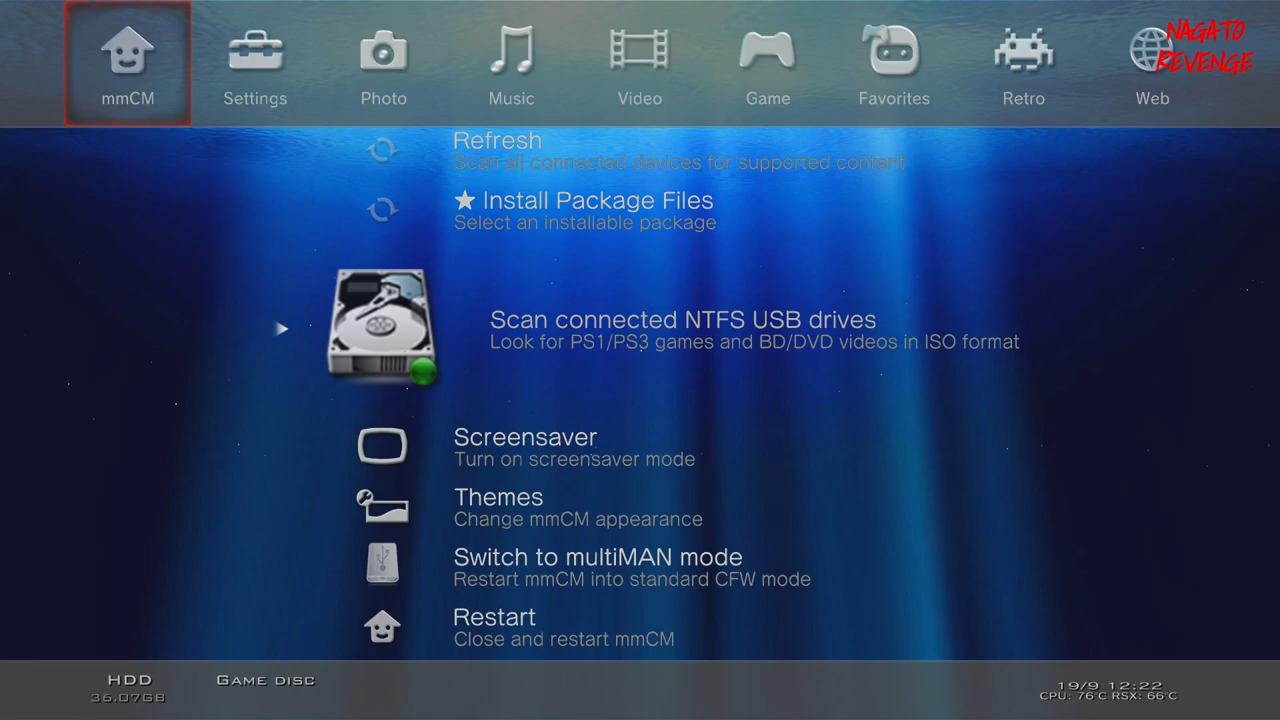 mmCM
Settings
Photo
Music
Video
Game
Favorites
Retro
Web
NAGATO
REVENGE
Refresh
Scan all connected devices for supported content
★ Install Package Files
Select an installable package
Scan connected NTFS USB drives
Look for PS1/PS3 games and BD/DVD videos in ISO format
Screensaver
Turn on screensaver mode
Themes
Change mmCM appearance
Switch to multiMAN mode
Restart mmCM into standard CFW mode
Restart
Close and restart mmCM
HDD
36.07GB
Game disc
19/9 12:22
CPU: 76°C RSX: 66°C